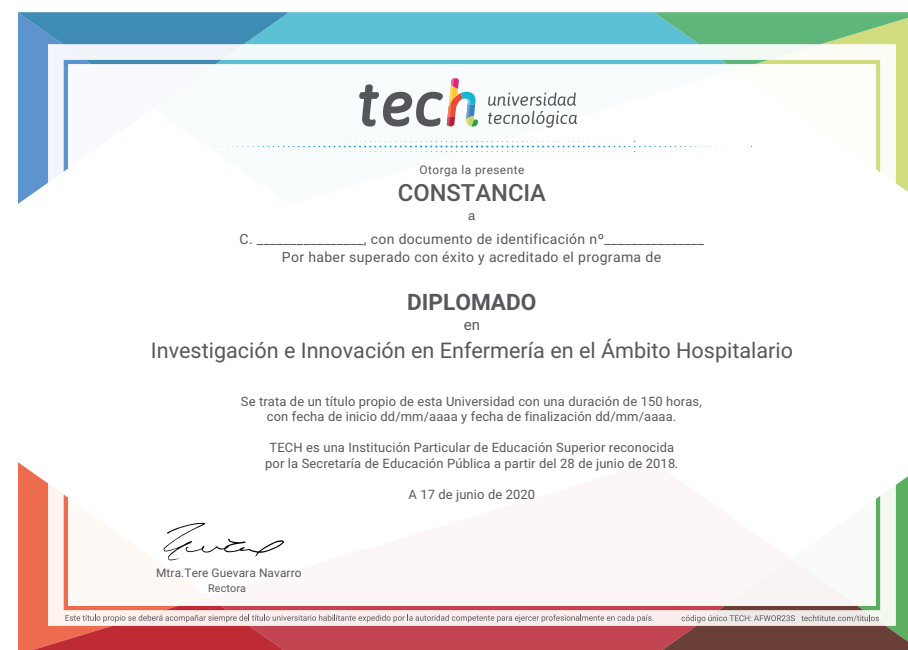 tech universidad
tecnológica
Otorga la presente
CONSTANCIA
a
C. ________________, con documento de identificación nº_______________
Por haber superado con éxito y acreditado el programa de
DIPLOMADO
en
Investigación e Innovación en Enfermería en el Ámbito Hospitalario
Se trata de un título propio de esta Universidad con una duración de 150 horas,
con fecha de inicio dd/mm/aaaa y fecha de finalización dd/mm/aaaa.
TECH es una Institución Particular de Educación Superior reconocida
por la Secretaría de Educación Pública a partir del 28 de junio de 2018.
A 17 de junio de 2020
Mtra.Tere Guevara Navarro
Rectora
Este título propio se deberá acompañar siempre del título universitario habilitante expedido por la autoridad competente para ejercer profesionalmente en cada país. código único TECH: AFWOR23S techtitute.com/titulos